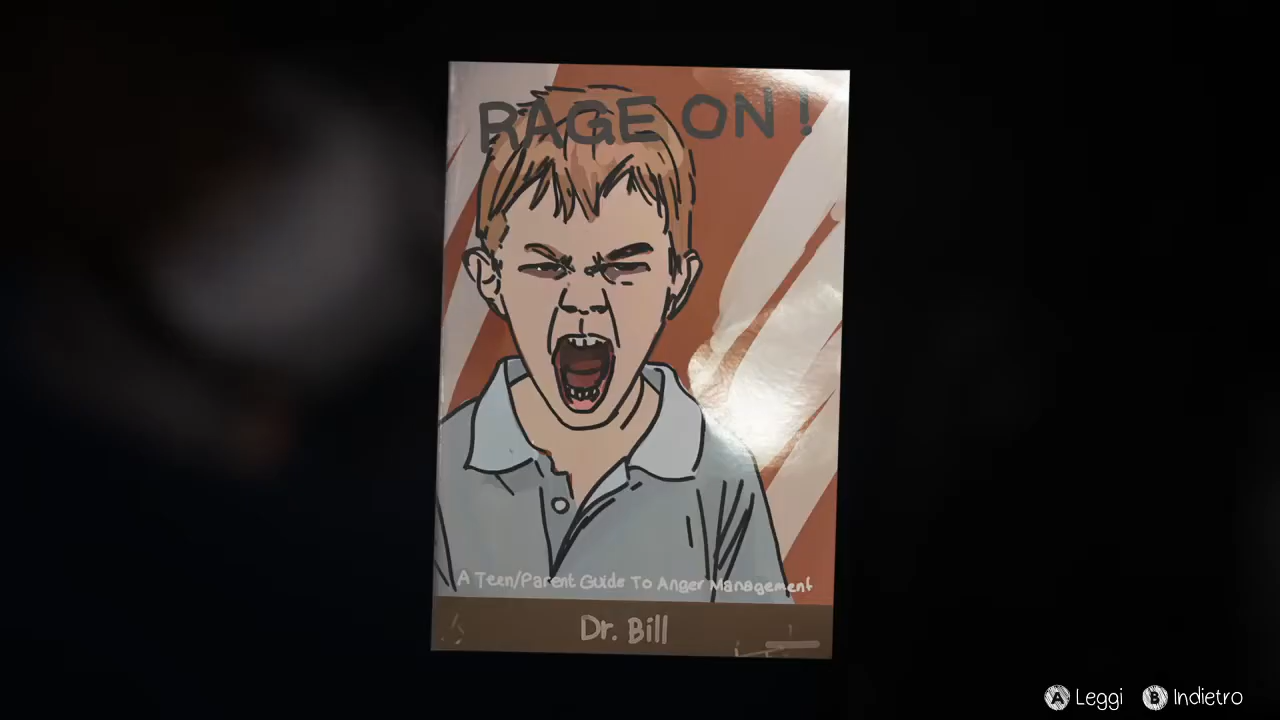 RAGE ON !
A Teen/Parent Guide To Anger Management
Dr. Bill
A Leggi B Indietro